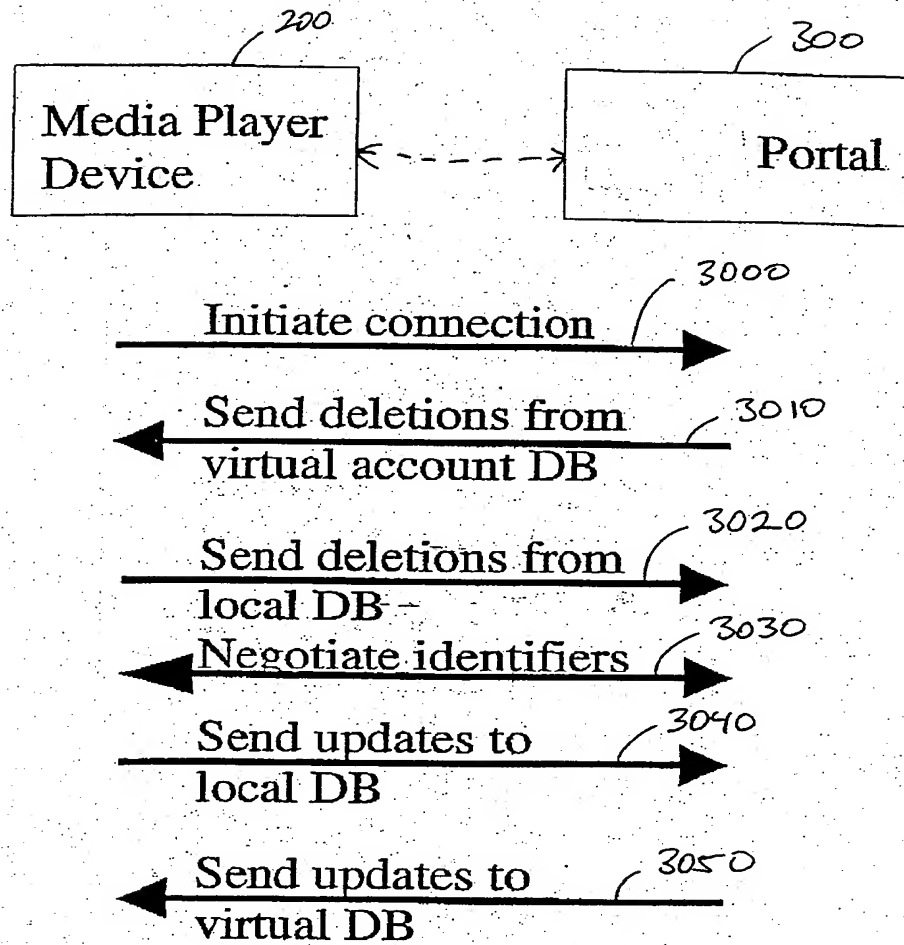 200
300
Media Player
Device
Portal
3000
Initiate connection
3010
Send deletions from
virtual account DB
3020
Send deletions from
local DB
3030
Negotiate identifiers
3040
Send updates to
local DB
3050
Send updates to
virtual DB